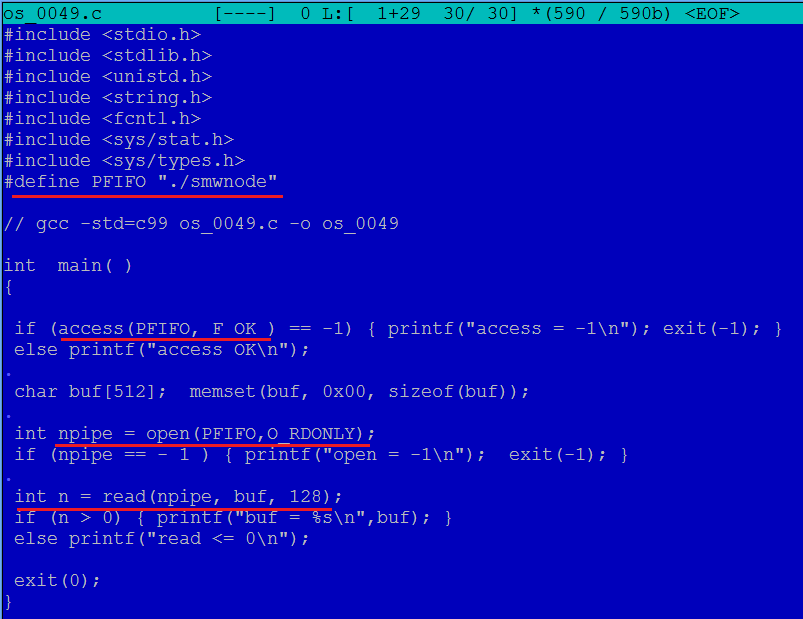 os_0049.c          [----]  0 L:[  1+29  30/ 30] *(590 / 590b) <EOF>
#include <stdio.h>
#include <stdlib.h>
#include <unistd.h>
#include <string.h>
#include <fcntl.h>
#include <sys/stat.h>
#include <sys/types.h>
#define PFIFO "./smwnode"
// gcc -std=c99 os_0049.c -o os_0049
int  main( )
{
 if (access(PFIFO, F_OK ) == -1) { printf("access = -1\n"); exit(-1); }
 else printf("access OK\n");
.
 char buf[512];  memset(buf, 0x00, sizeof(buf));
.
 int npipe = open(PFIFO,O_RDONLY);
 if (npipe == - 1 ) { printf("open = -1\n");  exit(-1); }
.
 int n = read(npipe, buf, 128);
 if (n > 0) { printf("buf = %s\n",buf); }
 else printf("read <= 0\n");
 exit(0);
}